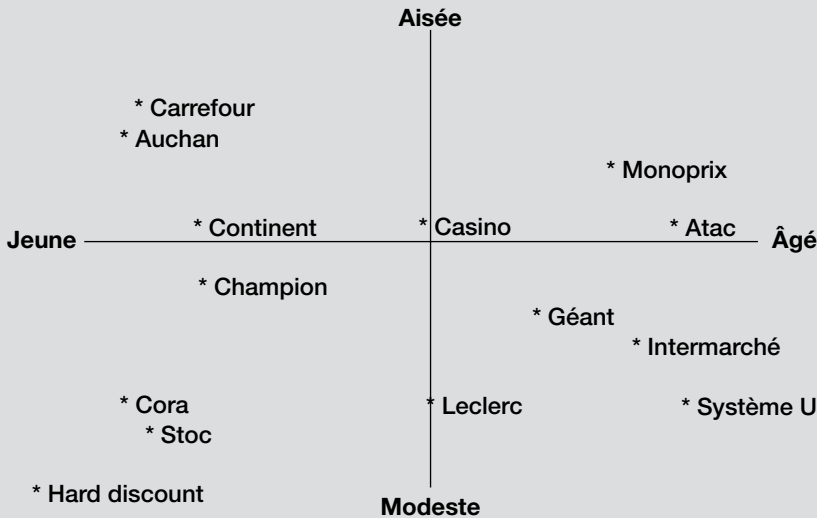 Aisée
* Carrefour
* Auchan
* Monoprix
* Continent
* Casino
* Atac
Jeune
Âgé
* Champion
* Géant
* Intermarché
* Cora
* Leclerc
* Système U
* Stoc
* Hard discount
Modeste